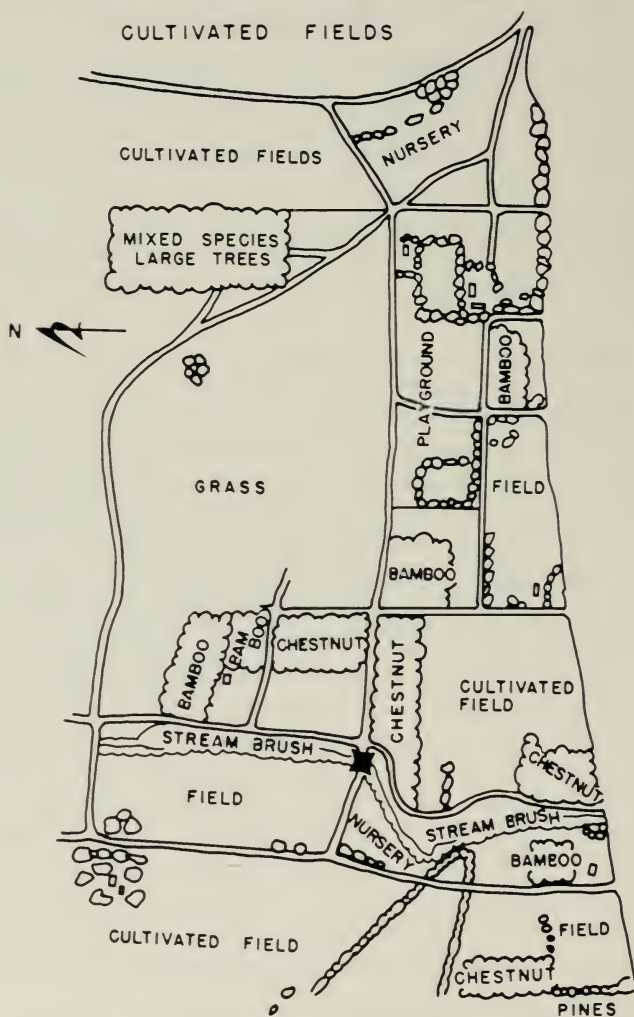 CULTIVATED FIELDS
CULTIVATED FIELDS
NURSERY
MIXED SPECIES
LARGE TREES
N
PLAYGROUND
BAMBOO
GRASS
FIELD
BAMBOO
BAMBOO
BAM
BOO
CHESTNUT
CHESTNUT
CULTIVATED
FIELD
STREAM BRUSH
CHESTNUT
FIELD
NURSERY
STREAM BRUSH
BAMBOO
CULTIVATED FIELD
FIELD
CHESTNUT
PINES